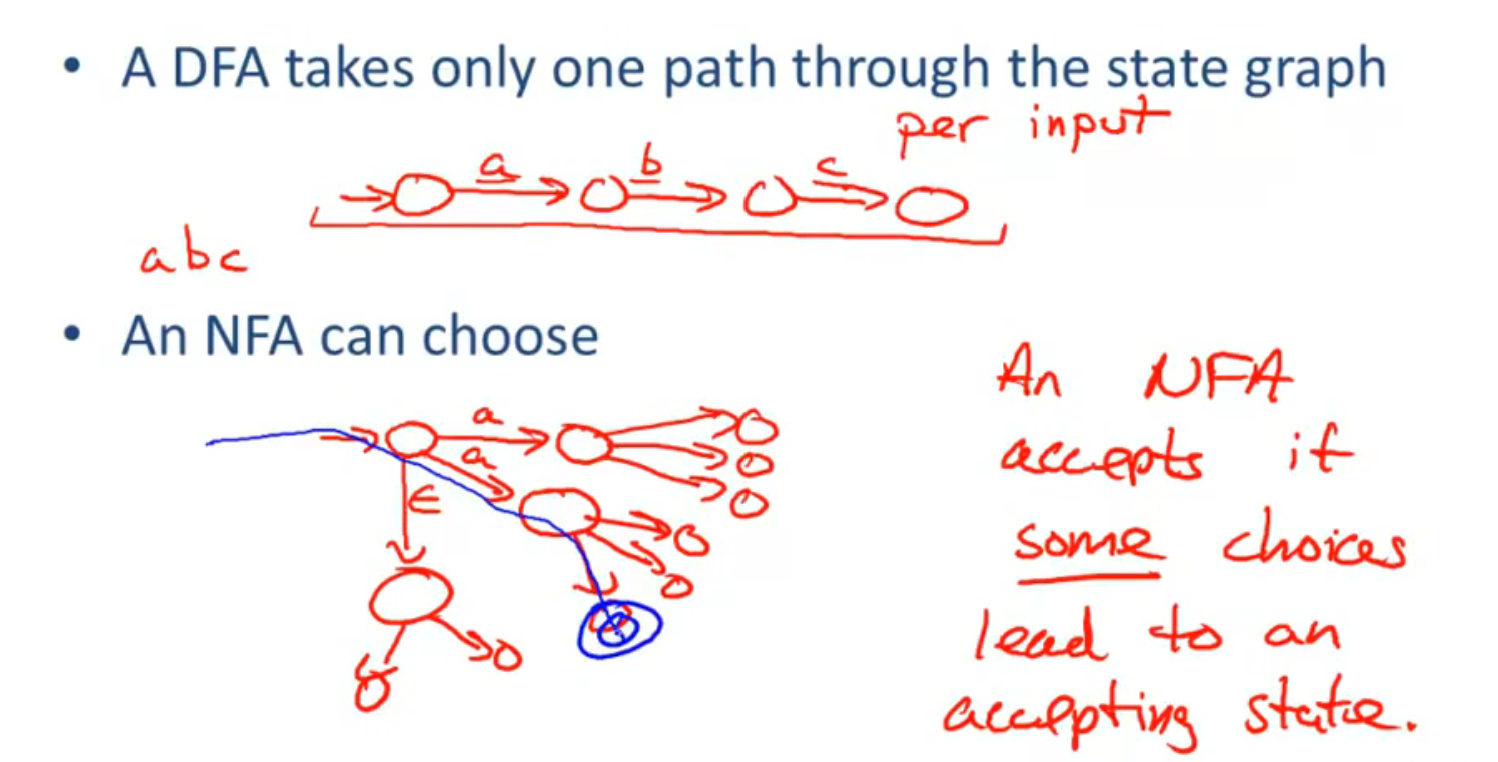 • A DFA takes only one path through the state graph
per input
a b c
abc
• An NFA can choose
a
a
ε
An NFA
accepts if
some choices
lead to an
accepting state.